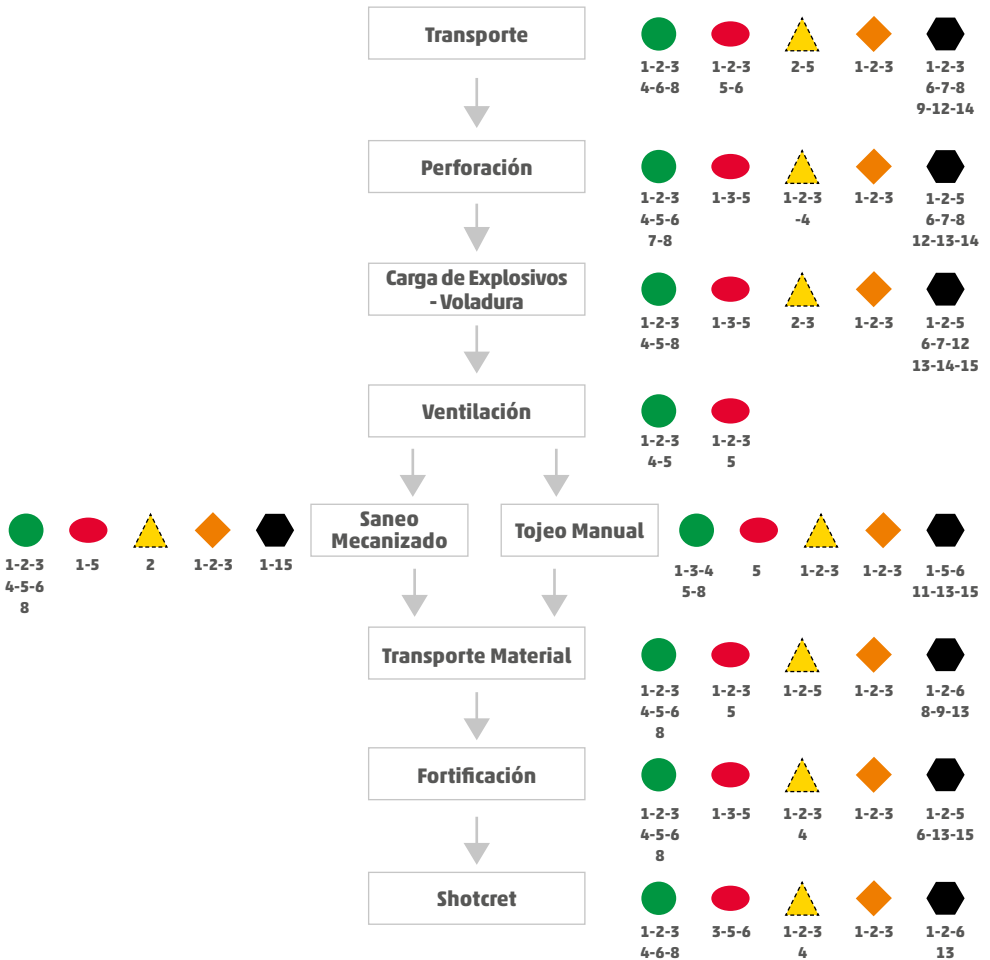 Transporte
1-2-3 1-2-3 2-5 1-2-3 1-2-3
4-6-8 5-6 6-7-8
9-12-14
Perforación
1-2-3 1-3-5 1-2-3 1-2-3 1-2-5
4-5-6 -4 6-7-8
7-8 12-13-14
Carga de Explosivos
- Voladura
1-2-3 1-3-5 2-3 1-2-3 1-2-5
4-5-8 6-7-12
13-14-15
Ventilación
1-2-3 1-2-3
4-5 5
Saneo
Mecanizado
1-2-3 1-5 2 1-2-3 1-15
4-5-6
8
Tojeo Manual
1-3-4 5 1-2-3 1-2-3 1-5-6
5-8 11-13-15
Transporte Material
1-2-3 1-2-3 1-2-5 1-2-3 1-2-6
4-5-6 5 8-9-13
8
Fortificación
1-2-3 1-3-5 1-2-3 1-2-3 1-2-5
4-5-6 4 6-13-15
8
Shotcret
1-2-3 3-5-6 1-2-3 1-2-3 1-2-6
4-6-8 4 13